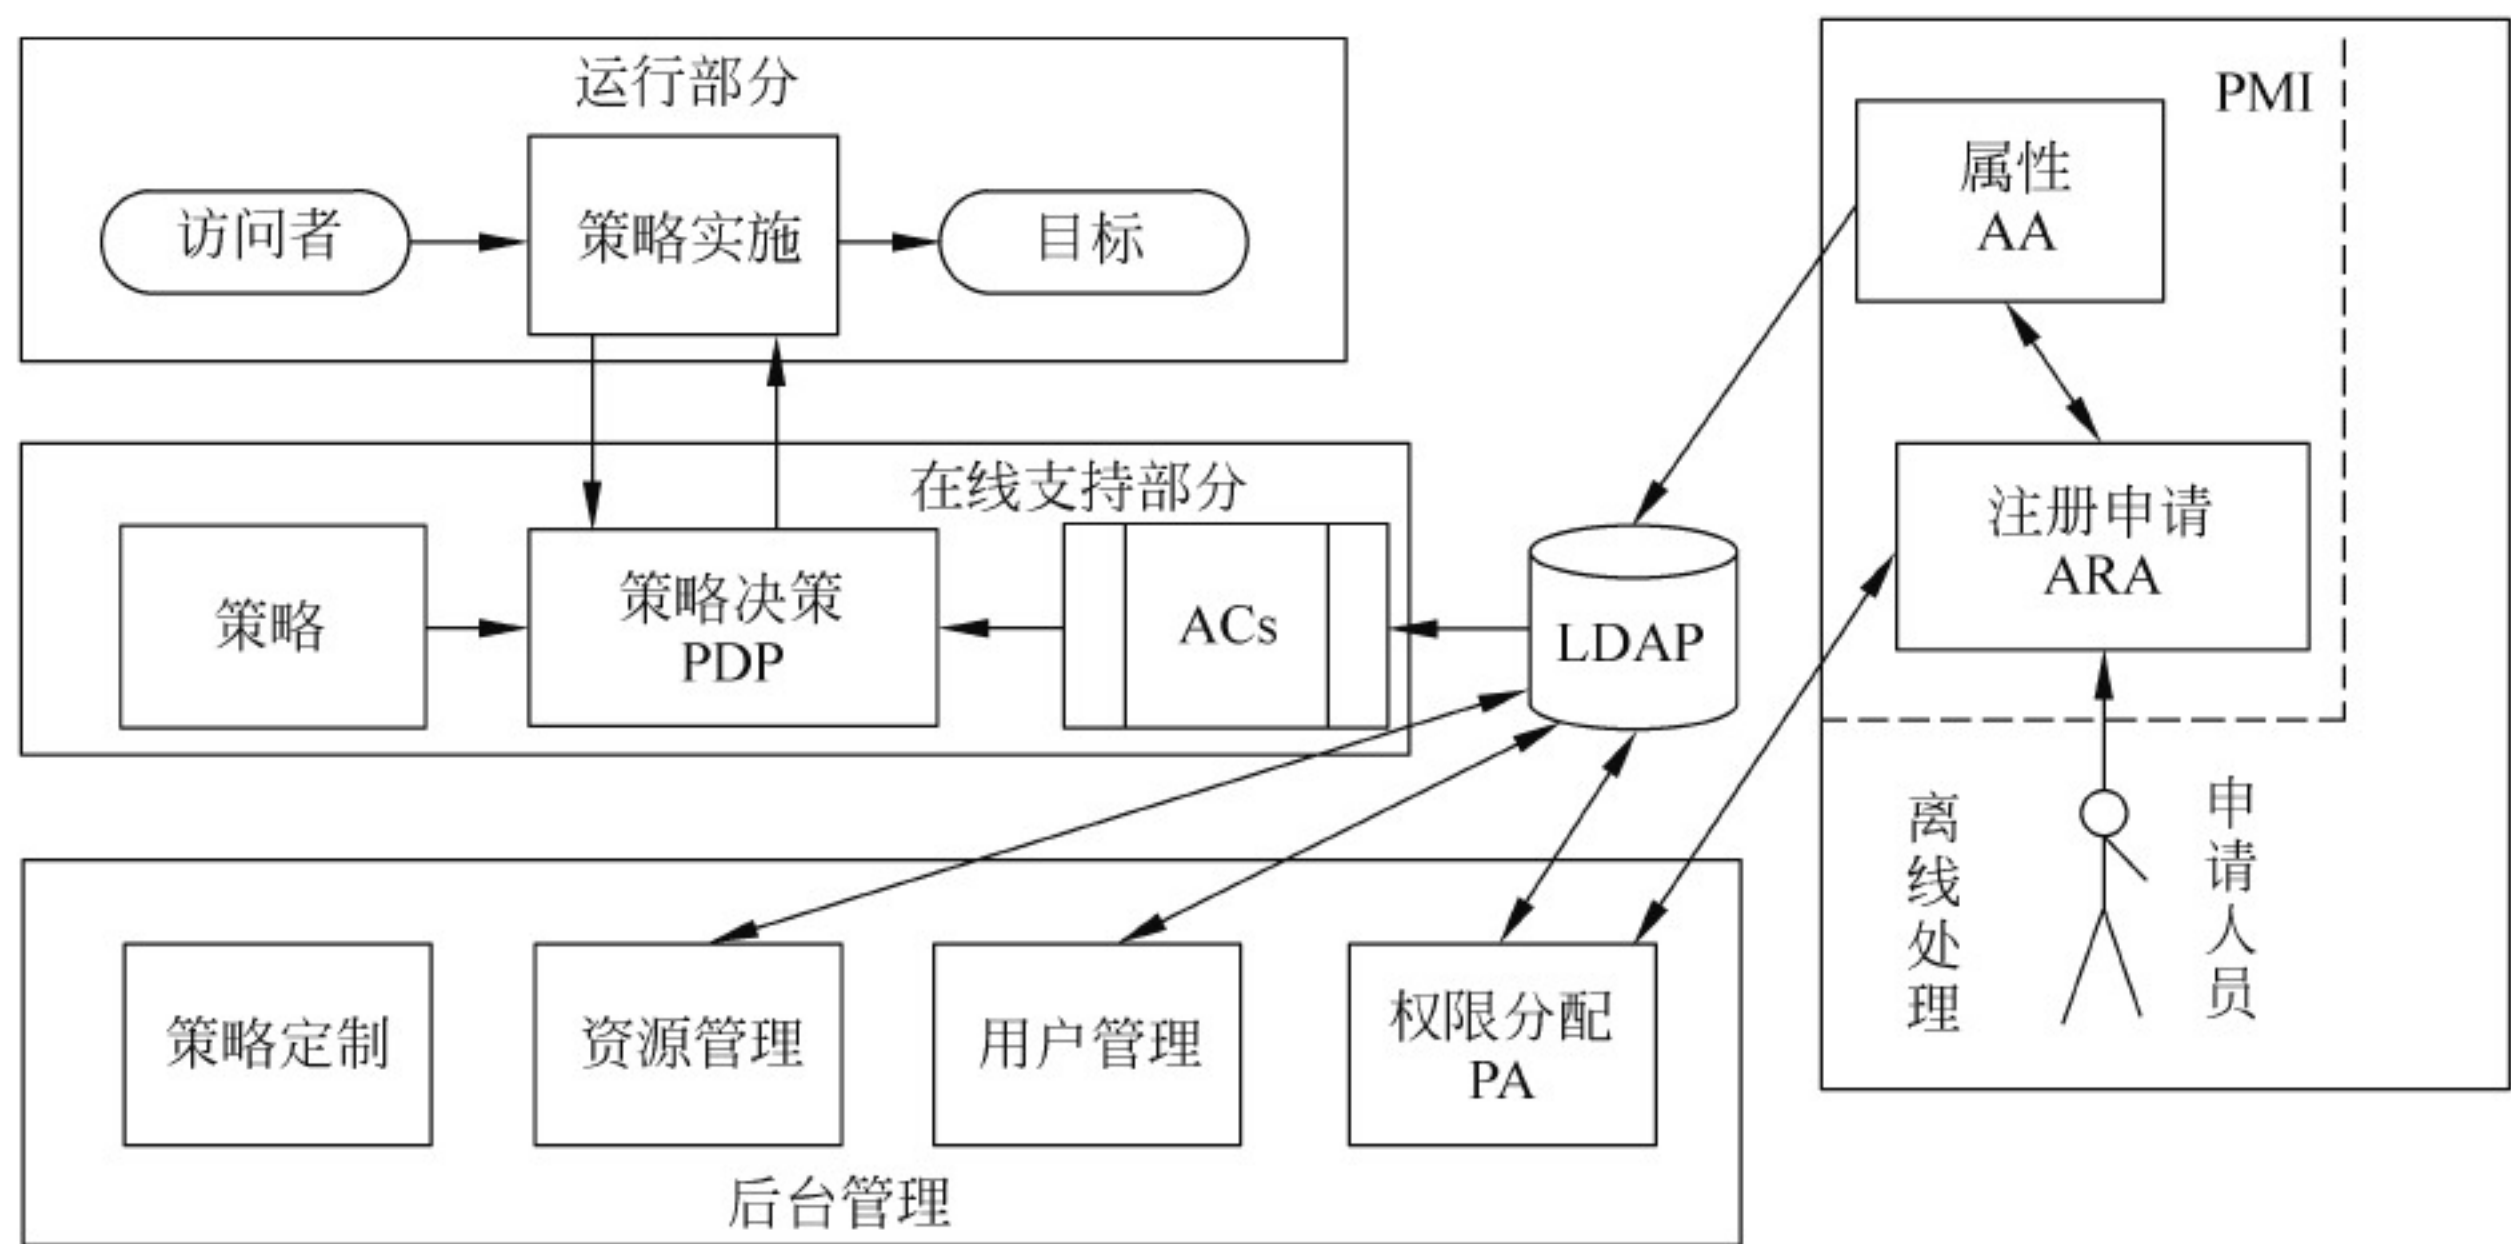 运行部分
访问者
策略实施
目标
在线支持部分
策略
策略决策
PDP
ACs
LDAP
PMI
属性
AA
注册申请
ARA
离线处理
申请人员
策略定制
资源管理
用户管理
权限分配
PA
后台管理